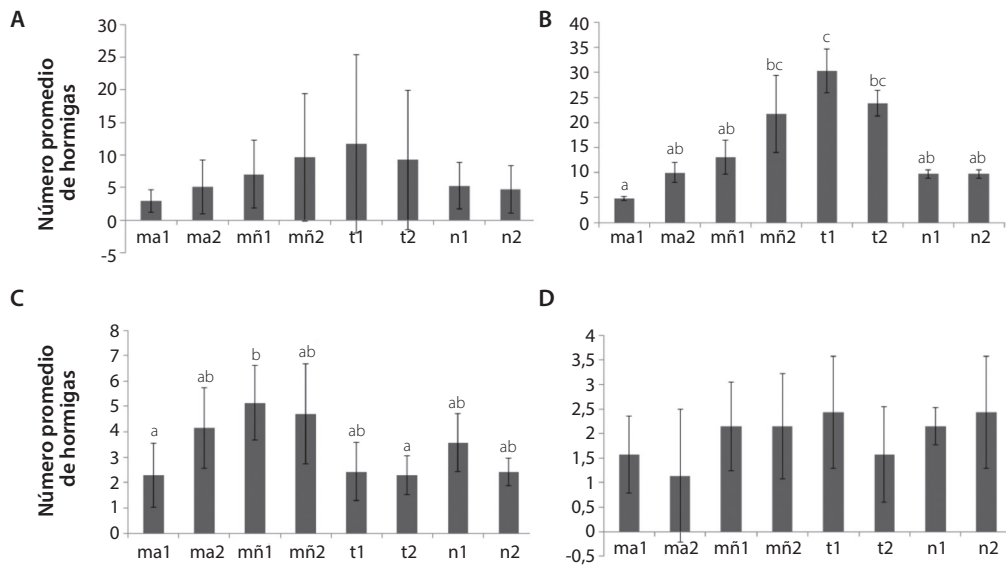 A
Número promedio
de hormigas
30
25
20
15
10
5
0
-5
ma1 ma2 mñ1 mñ2 t1 t2 n1 n2
B
40
35
30
25
20
15
10
5
0
a ab ab bc c bc ab ab
ma1 ma2 mñ1 mñ2 t1 t2 n1 n2
C
Número promedio
de hormigas
8
7
6
5
4
3
2
1
0
a ab b ab ab a ab ab
ma1 ma2 mñ1 mñ2 t1 t2 n1 n2
D
4
3,5
3
2,5
2
1,5
1
0,5
0
-0,5
ma1 ma2 mñ1 mñ2 t1 t2 n1 n2